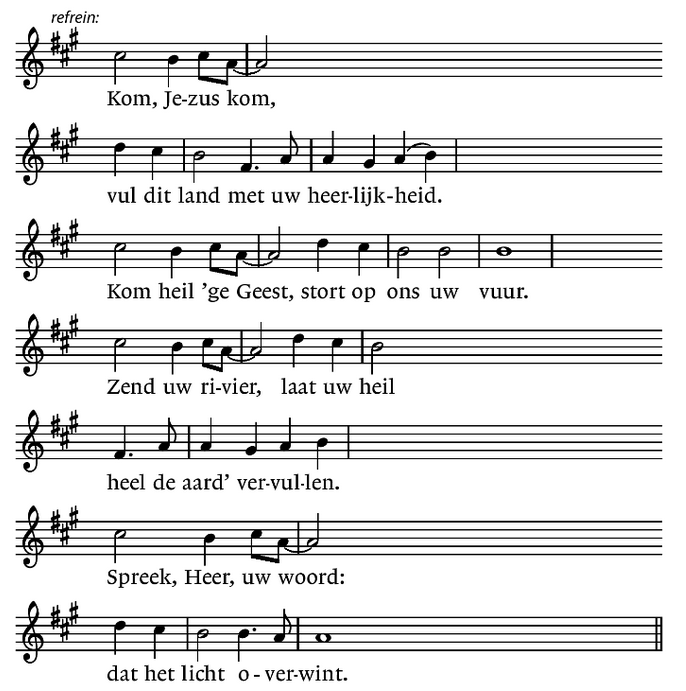 refrein:
Kom, Je-zus kom,
vul dit land met uw heer-lijk-heid.
Kom heil 'ge Geest, stort op ons uw vuur.
Zend uw ri-vier, laat uw heil
heel de aard' ver-vul-len.
Spreek, Heer, uw woord:
dat het licht o-ver-wint.